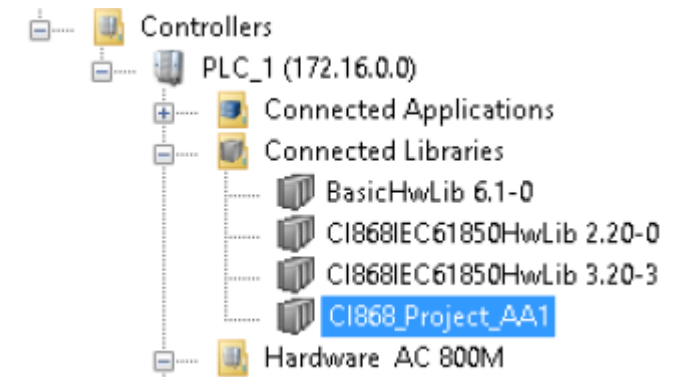 Controllers
PLC_1 (172.16.0.0)
Connected Applications
Connected Libraries
BasicHwLib 6.1-0
CI868IEC61850HwLib 2.20-0
CI868IEC61850HwLib 3.20-3
CI868_Project_AA1
Hardware AC 800M